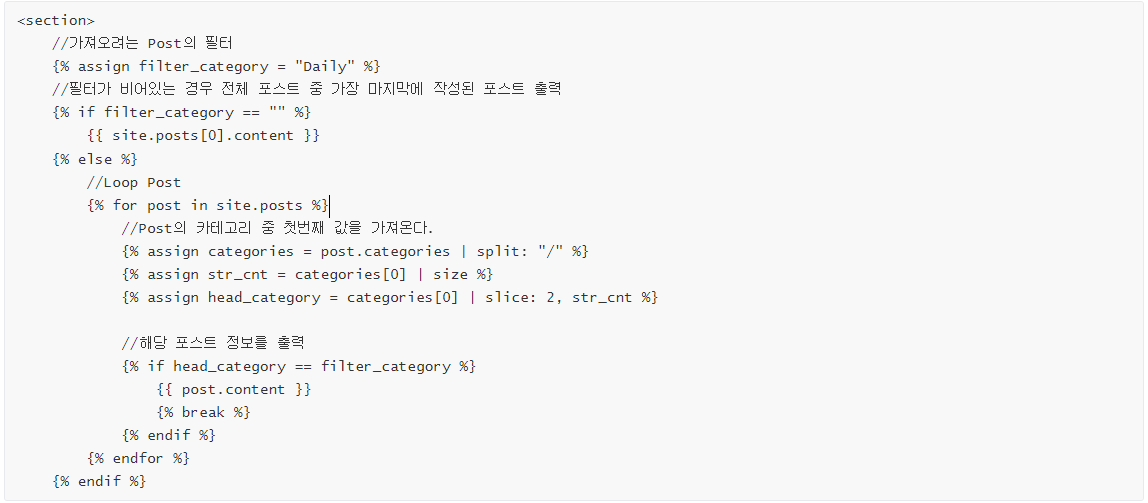 <section>
    //가져오려는 Post의 필터
    {% assign filter_category = "Daily" %}
    //필터가 비어있는 경우 전체 포스트 중 가장 마지막에 작성된 포스트 출력
    {% if filter_category == "" %}
        {{ site.posts[0].content }}
    {% else %}
        //Loop Post
        {% for post in site.posts %}
            //Post의 카테고리 중 첫번째 값을 가져온다.
            {% assign categories = post.categories | split: "/" %}
            {% assign str_cnt = categories[0] | size %}
            {% assign head_category = categories[0] | slice: 2, str_cnt %}

            //해당 포스트 정보를 출력
            {% if head_category == filter_category %}
                {{ post.content }}
                {% break %}
            {% endif %}
        {% endfor %}
    {% endif %}